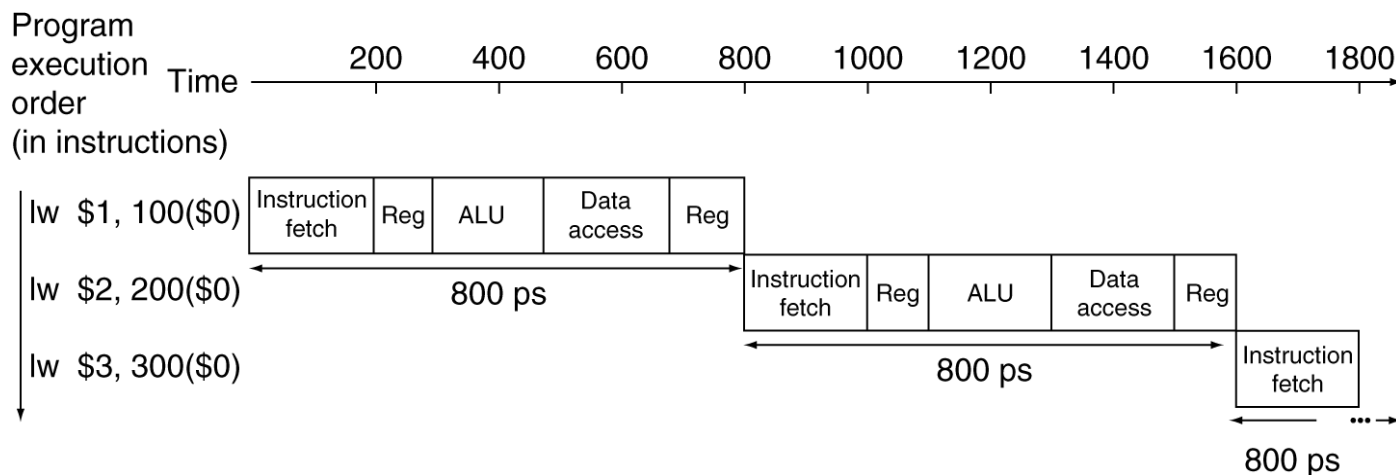 Program
execution
order
(in instructions)
Time
200 400 600 800 1000 1200 1400 1600 1800
lw $1, 100($0)
Instruction
fetch
Reg
ALU
Data
access
Reg
800 ps
lw $2, 200($0)
Instruction
fetch
Reg
ALU
Data
access
Reg
800 ps
lw $3, 300($0)
Instruction
fetch
...
800 ps